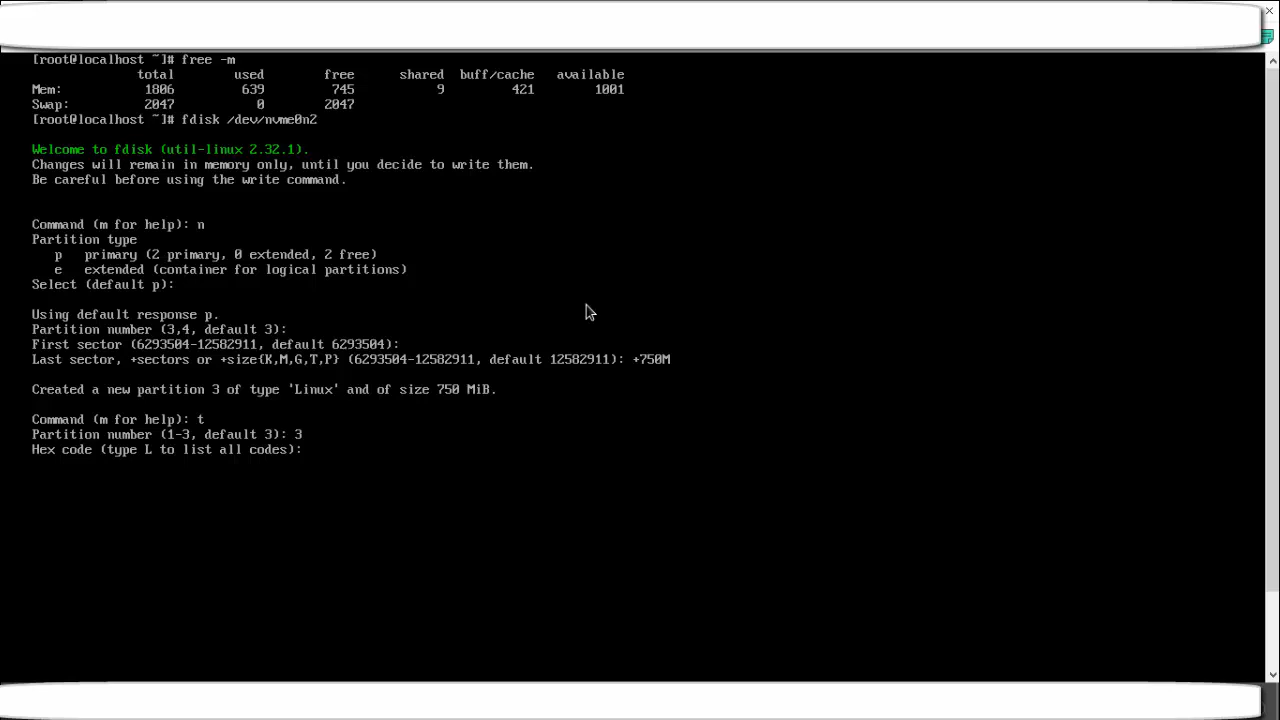 [root@localhost ~]# free -m
total used free shared buff/cache available
Mem: 1806 639 745 9 421 1001
Swap: 2047 0 2047
[root@localhost ~]# fdisk /dev/nvme0n2
Welcome to fdisk (util-linux 2.32.1).
Changes will remain in memory only, until you decide to write them.
Be careful before using the write command.
Command (m for help): n
Partition type
p primary (2 primary, 0 extended, 2 free)
e extended (container for logical partitions)
Select (default p):
Using default response p.
Partition number (3,4, default 3):
First sector (6293504-12582911, default 6293504):
Last sector, +sectors or +size{K,M,G,T,P} (6293504-12582911, default 12582911): +750M
Created a new partition 3 of type 'Linux' and of size 750 MiB.
Command (m for help): t
Partition number (1-3, default 3): 3
Hex code (type L to list all codes):